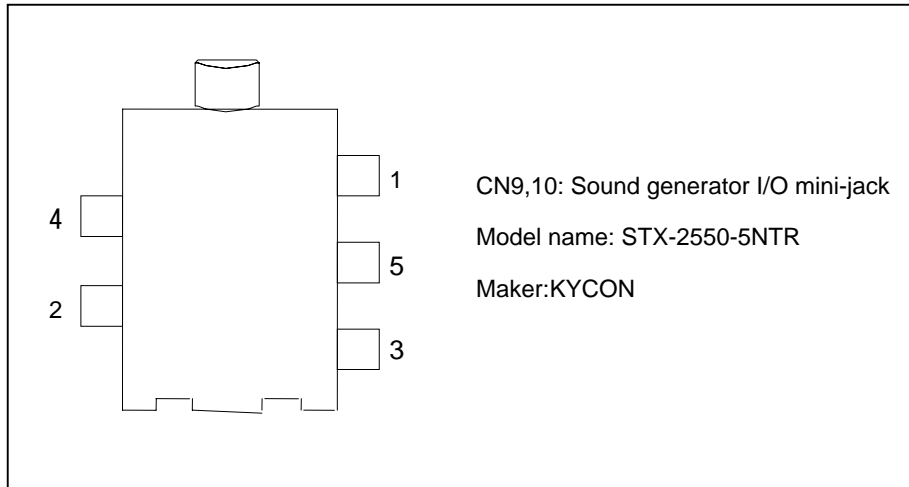 1
4
5
2
3
CN9,10: Sound generator I/O mini-jack
Model name: STX-2550-5NTR
Maker:KYCON